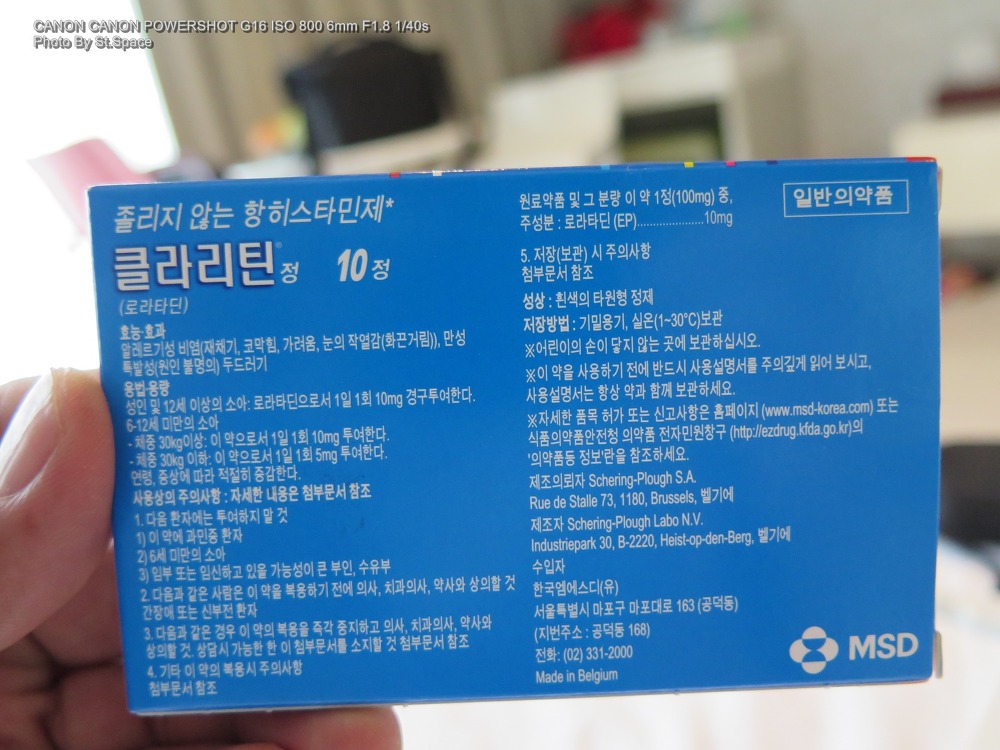 CANON CANON POWERSHOT G16 ISO 800 6mm F1.8 1/40s
Photo By St.Space
졸리지 않는 항히스타민제*
클라리틴® 정 10정
(로라타딘)
효능·효과
알레르기성 비염(재채기, 코막힘, 가려움, 눈의 작열감(화끈거림)), 만성
특발성(원인 불명의) 두드러기
용법·용량
성인 및 12세 이상의 소아: 로라타딘으로서 1일 1회 10mg 경구투여한다.
6-12세 미만의 소아
- 체중 30kg이상: 이 약으로서 1일 1회 10mg 투여한다.
- 체중 30kg 이하: 이 약으로서 1일 1회 5mg 투여한다.
연령, 증상에 따라 적절히 증감한다.
사용상의 주의사항 : 자세한 내용은 첨부문서 참조
1. 다음 환자에는 투여하지 말 것
1) 이 약에 과민증 환자
2) 6세 미만의 소아
3) 임부 또는 임신하고 있을 가능성이 큰 부인, 수유부
2. 다음과 같은 사람은 이 약을 복용하기 전에 의사, 치과의사, 약사와 상의할 것
간장애 또는 신부전 환자
3. 다음과 같은 경우 이 약의 복용을 즉각 중지하고 의사, 치과의사, 약사와
상의할 것. 상담시 가능한 한 이 첨부문서를 소지할 것 첨부문서 참조
4. 기타 이 약의 복용시 주의사항
첨부문서 참조
원료약품 및 그 분량 이 약 1정(100mg) 중,
주성분 : 로라타딘 (EP)....................10mg
일반의약품
5. 저장(보관) 시 주의사항
첨부문서 참조
성상 : 흰색의 타원형 정제
저장방법 : 기밀용기, 실온(1~30°C)보관
※어린이의 손이 닿지 않는 곳에 보관하십시오.
※이 약을 사용하기 전에 반드시 사용설명서를 주의깊게 읽어 보시고,
사용설명서는 항상 약과 함께 보관하세요.
※자세한 품목 허가 또는 신고사항은 홈페이지 (www.msd-korea.com) 또는
식품의약품안전청 의약품 전자민원창구 (http://ezdrug.kfda.go.kr)의
'의약품등 정보'란을 참조하세요.
제조의뢰자 Schering-Plough S.A.
Rue de Stalle 73, 1180, Brussels, 벨기에
제조자 Schering-Plough Labo N.V.
Industriepark 30, B-2220, Heist-op-den-Berg, 벨기에
수입자
한국엠에스디(유)
서울특별시 마포구 마포대로 163 (공덕동)
(지번주소 : 공덕동 168)
전화: (02) 331-2000
Made in Belgium
MSD